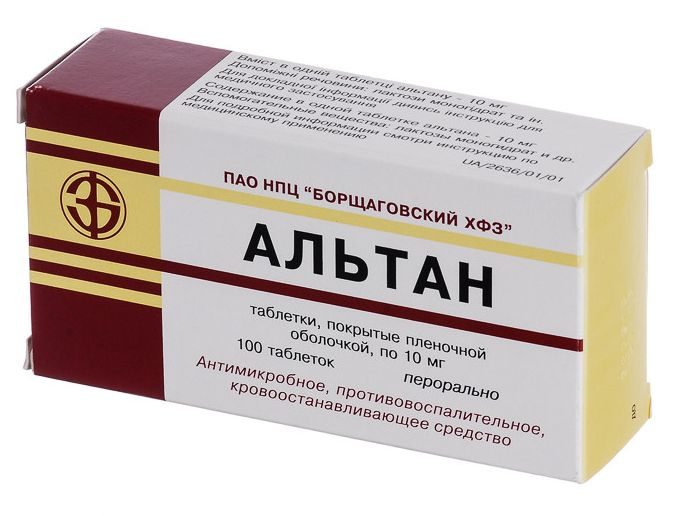 Вміст в одній таблетці альтану - 10 мг
Допоміжні речовини: лактози моногідрат та ін.
Для докладної інформації дивись інструкцію для
медичного застосування
Содержание в одной таблетке альтана - 10 мг
Вспомогательные вещества: лактозы моногидрат и др.
Для подробной информации смотри инструкцию по
медицинскому применению
UA/2636/01/01
ПАО НПЦ "БОРЩАГОВСКИЙ ХФЗ"
АЛЬТАН
таблетки, покрытые пленочной
оболочкой, по 10 мг
100 таблеток перорально
Антимикробное, противовоспалительное,
кровоостанавливающее средство